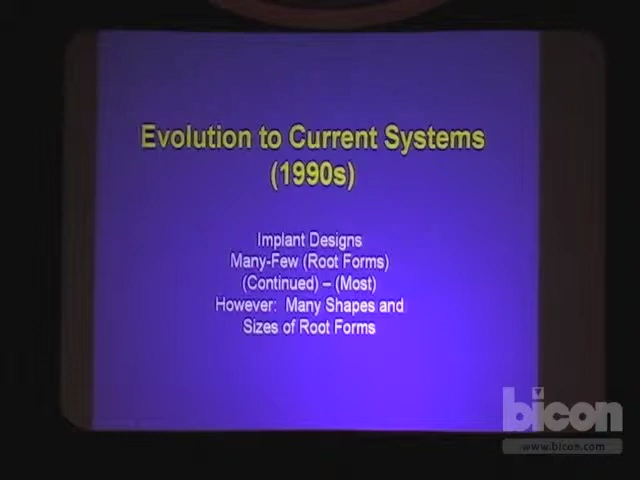 Evolution to Current Systems
(1990s)
Implant Designs
Many-Few (Root Forms)
(Continued) – (Most)
However: Many Shapes and
Sizes of Root Forms
bicon
www.bicon.com